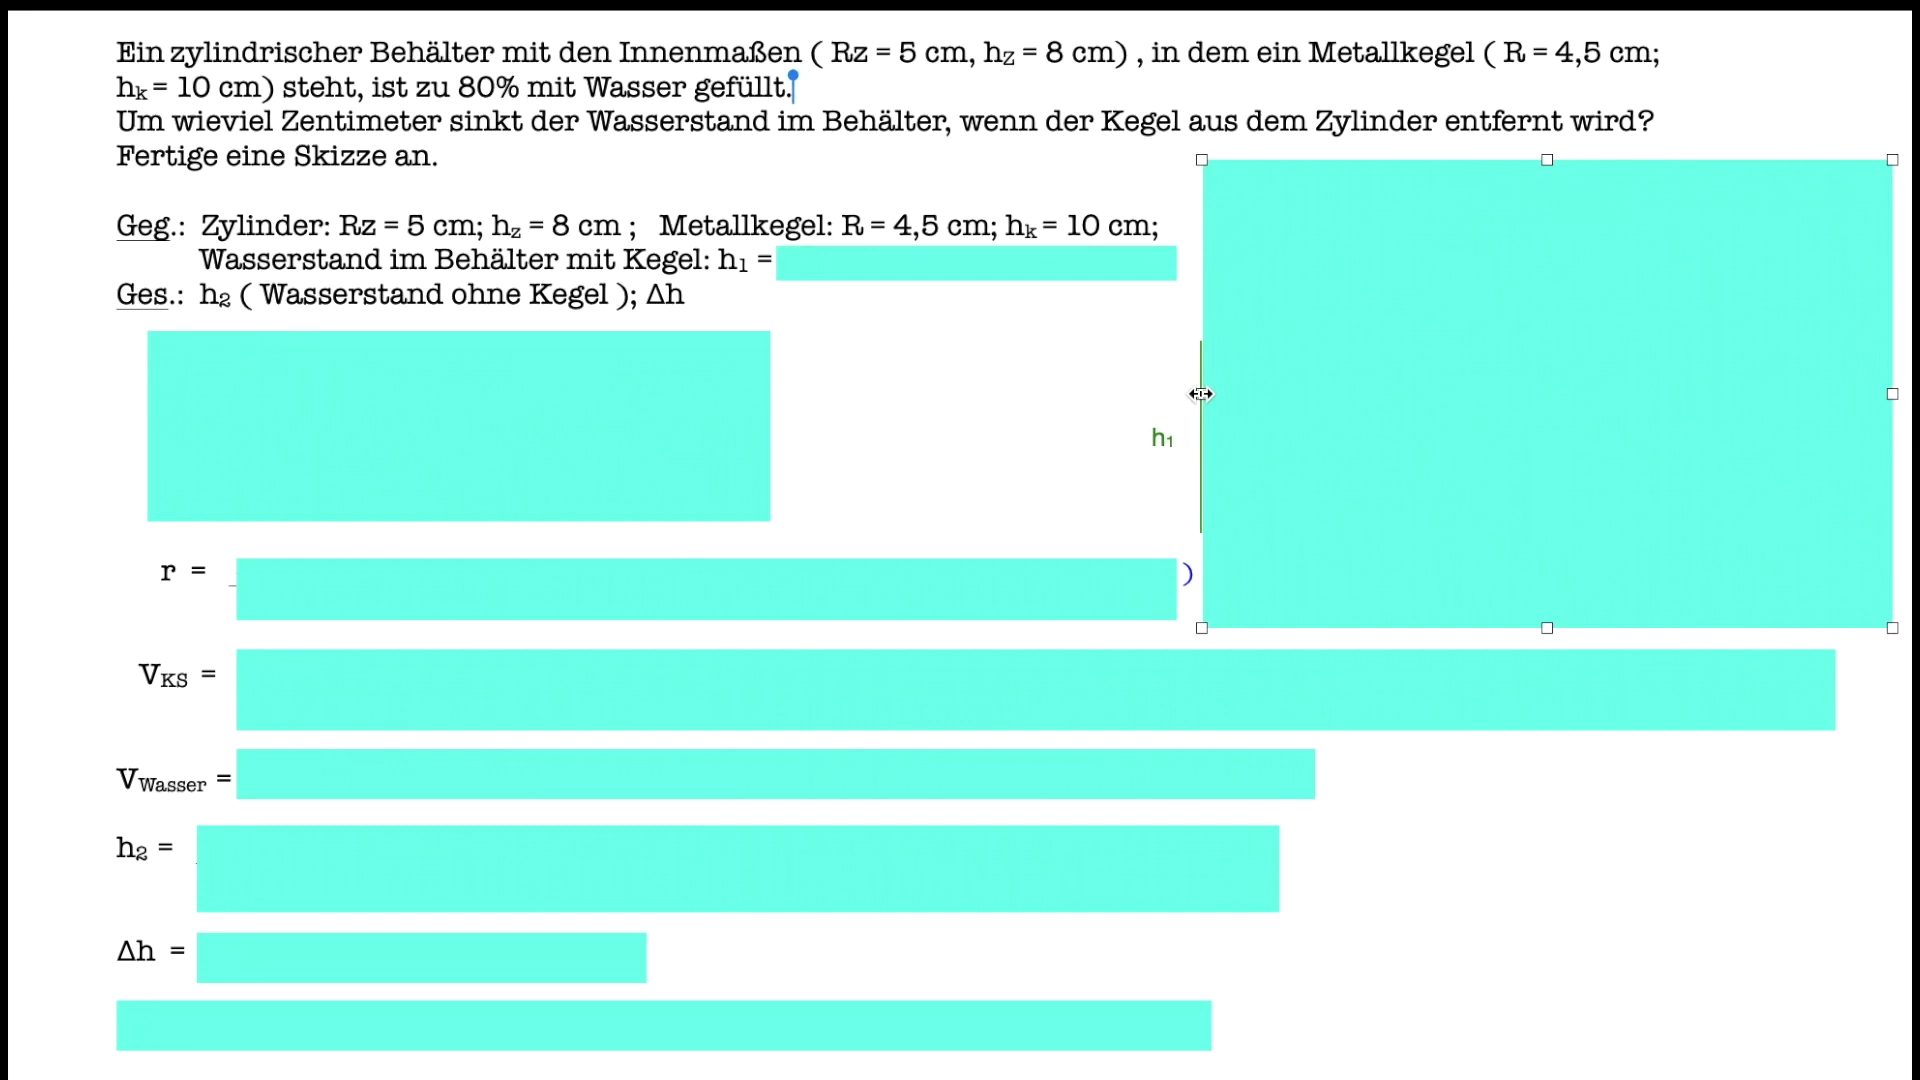 Ein zylindrischer Behälter mit den Innenmaßen ( Rz = 5 cm, hz = 8 cm) , in dem ein Metallkegel ( R = 4,5 cm;
hk = 10 cm) steht, ist zu 80% mit Wasser gefüllt.
Um wieviel Zentimeter sinkt der Wasserstand im Behälter, wenn der Kegel aus dem Zylinder entfernt wird?
Fertige eine Skizze an.
Geg.: Zylinder: Rz = 5 cm; hz = 8 cm ; Metallkegel: R = 4,5 cm; hk = 10 cm;
Wasserstand im Behälter mit Kegel: h1 =
Ges.: h2 ( Wasserstand ohne Kegel ); Δh
h1
r = )
VKS =
VWasser =
h2 =
Δh =